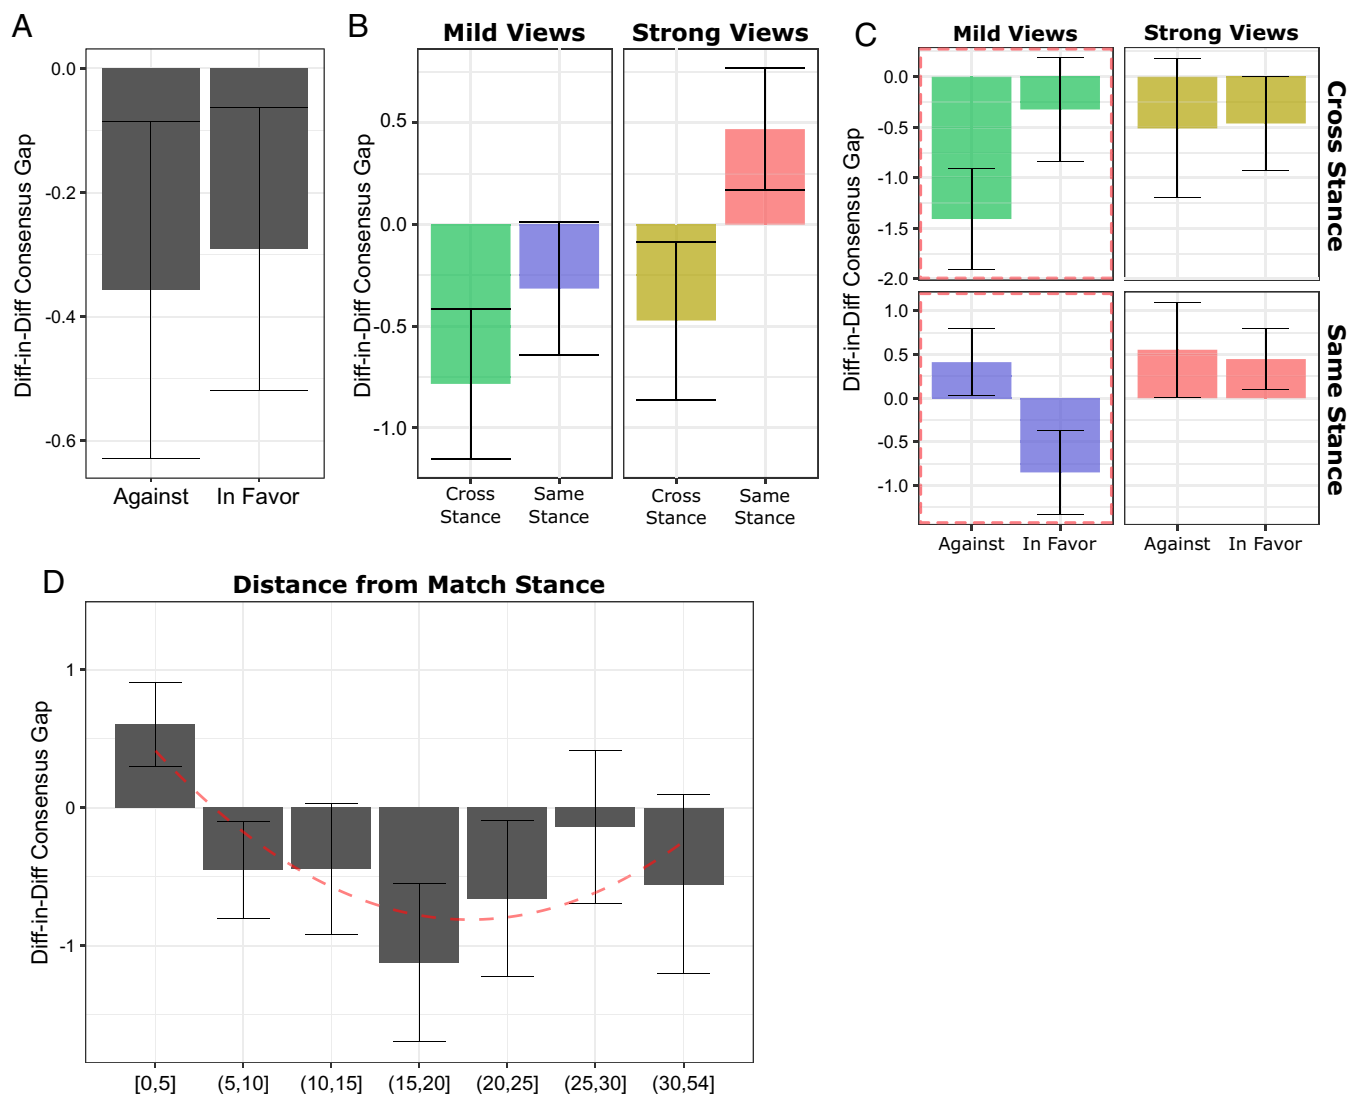 A
Diff-in-Diff Consensus Gap
0.0
-0.2
-0.4
-0.6
Against
In Favor
B
Mild Views
Strong Views
Diff-in-Diff Consensus Gap
0.5
0.0
-0.5
-1.0
Cross
Stance
Same
Stance
Cross
Stance
Same
Stance
C
Mild Views
Strong Views
Diff-in-Diff Consensus Gap
0.0
-0.5
-1.0
-1.5
-2.0
Cross Stance
1.0
0.5
0.0
-0.5
-1.0
Same Stance
Against
In Favor
Against
In Favor
D
Distance from Match Stance
Diff-in-Diff Consensus Gap
1
0
-1
[0,5]
(5,10]
(10,15]
(15,20]
(20,25]
(25,30]
(30,54]